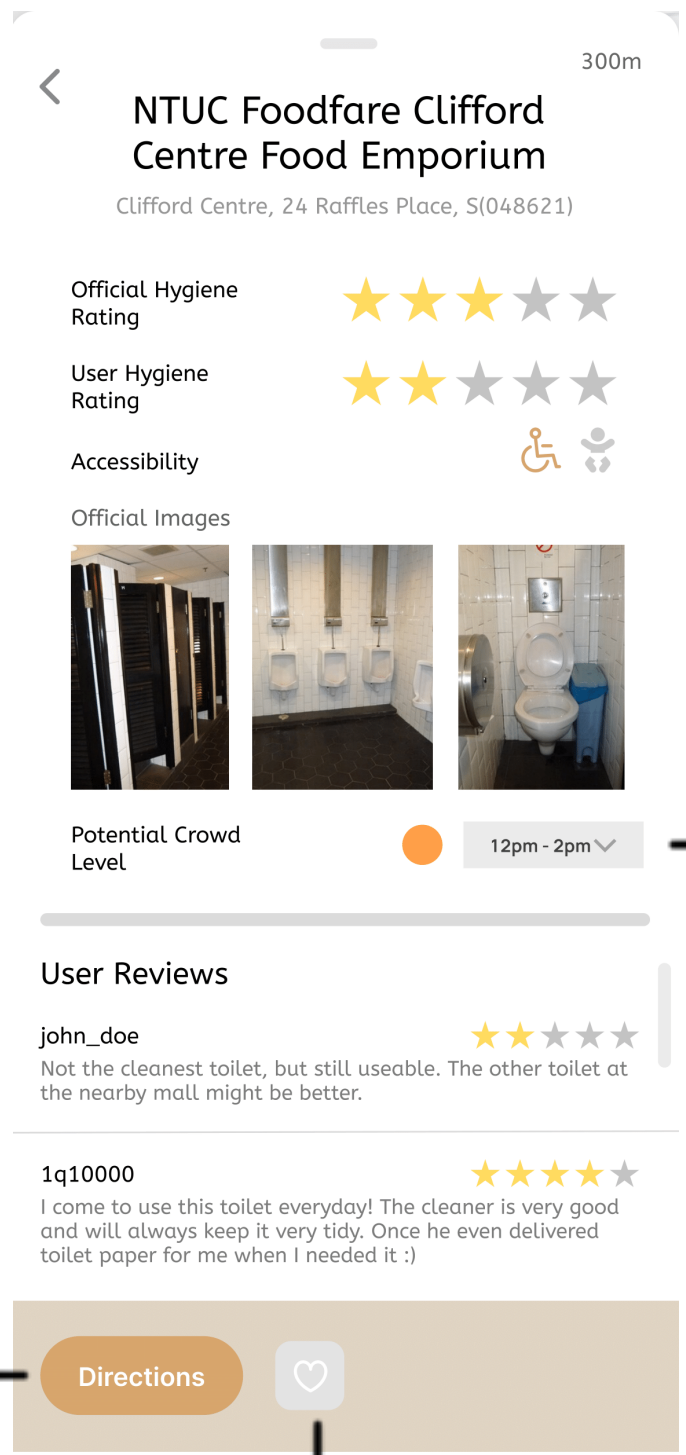 300m
NTUC Foodfare Clifford
Centre Food Emporium
Clifford Centre, 24 Raffles Place, S(048621)
Official Hygiene
Rating
User Hygiene
Rating
Accessibility
Official Images
Potential Crowd
Level
12pm - 2pm
User Reviews
john_doe
Not the cleanest toilet, but still useable. The other toilet at
the nearby mall might be better.
1q10000
I come to use this toilet everyday! The cleaner is very good
and will always keep it very tidy. Once he even delivered
toilet paper for me when I needed it :)
Directions